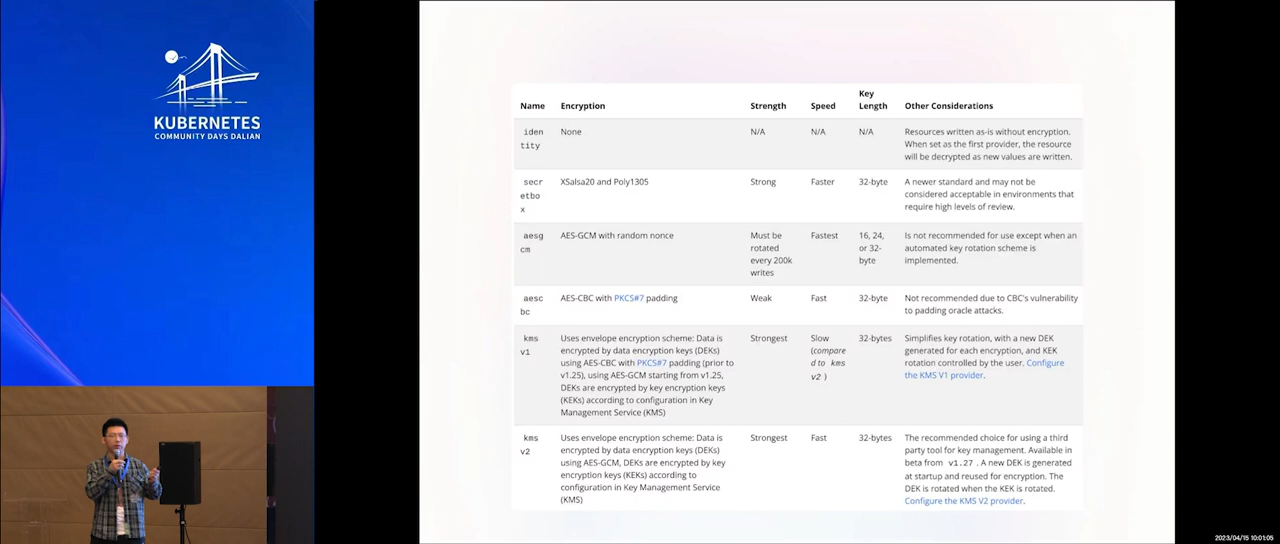 KUBERNETES
COMMUNITY DAYS DALIAN
Name Encryption Strength Speed Key Length Other Considerations
iden
tity
None
N/A
N/A
N/A
Resources written as-is without encryption.
When set as the first provider, the resource
will be decrypted as new values are written.
secr
etbo
x
XSalsa20 and Poly1305
Strong
Faster
32-byte
A newer standard and may not be
considered acceptable in environments that
require high levels of review.
aesg
cm
AES-GCM with random nonce
Must be
rotated
every 200k
writes
Fastest
16, 24,
or 32-
byte
Is not recommended for use except when an
automated key rotation scheme is
implemented.
aesc
bc
AES-CBC with PKCS#7 padding
Weak
Fast
32-byte
Not recommended due to CBC's vulnerability
to padding oracle attacks.
kms
v1
Uses envelope encryption scheme: Data is
encrypted by data encryption keys (DEKs)
using AES-CBC with PKCS#7 padding (prior to
v1.25), using AES-GCM starting from v1.25,
DEKs are encrypted by key encryption keys
(KEKs) according to configuration in Key
Management Service (KMS)
Strongest
Slow
(compare
d to kms
v2 )
32-bytes
Simplifies key rotation, with a new DEK
generated for each encryption, and KEK
rotation controlled by the user. Configure
the KMS V1 provider.
kms
v2
Uses envelope encryption scheme: Data is
encrypted by data encryption keys (DEKs)
using AES-GCM, DEKs are encrypted by key
encryption keys (KEKs) according to
configuration in Key Management Service
(KMS)
Strongest
Fast
32-bytes
The recommended choice for using a third
party tool for key management. Available in
beta from v1.27 . A new DEK is generated
at startup and reused for encryption. The
DEK is rotated when the KEK is rotated.
Configure the KMS V2 provider.
2023/04/15 10:01:05